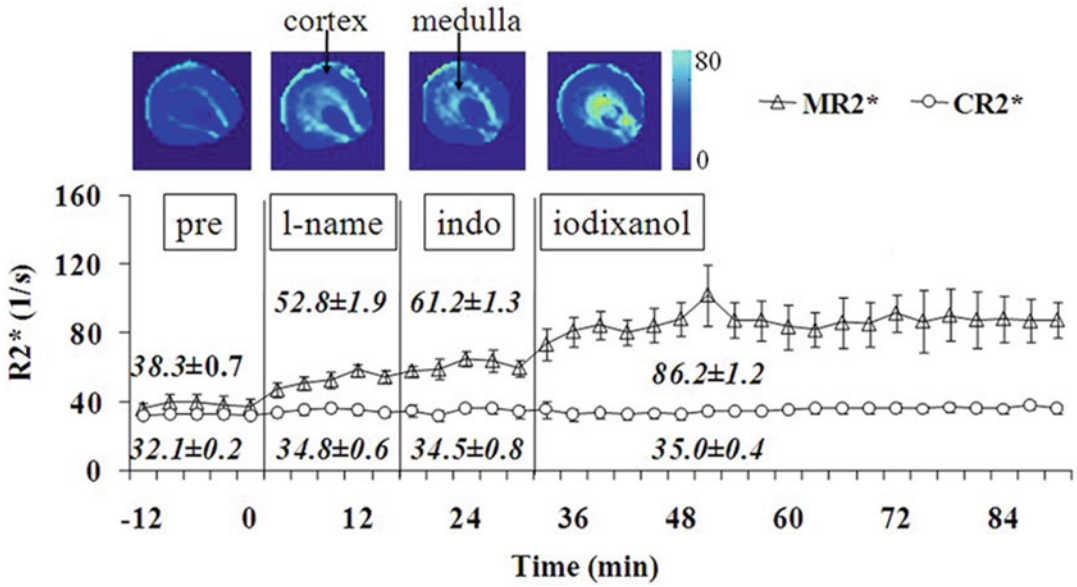 cortex medulla
80
0
MR2* CR2*
160
120
80
40
0
R2* (1/s)
pre l-name indo iodixanol
52.8±1.9 61.2±1.3
38.3±0.7 86.2±1.2
32.1±0.2 34.8±0.6 34.5±0.8 35.0±0.4
-12 0 12 24 36 48 60 72 84
Time (min)